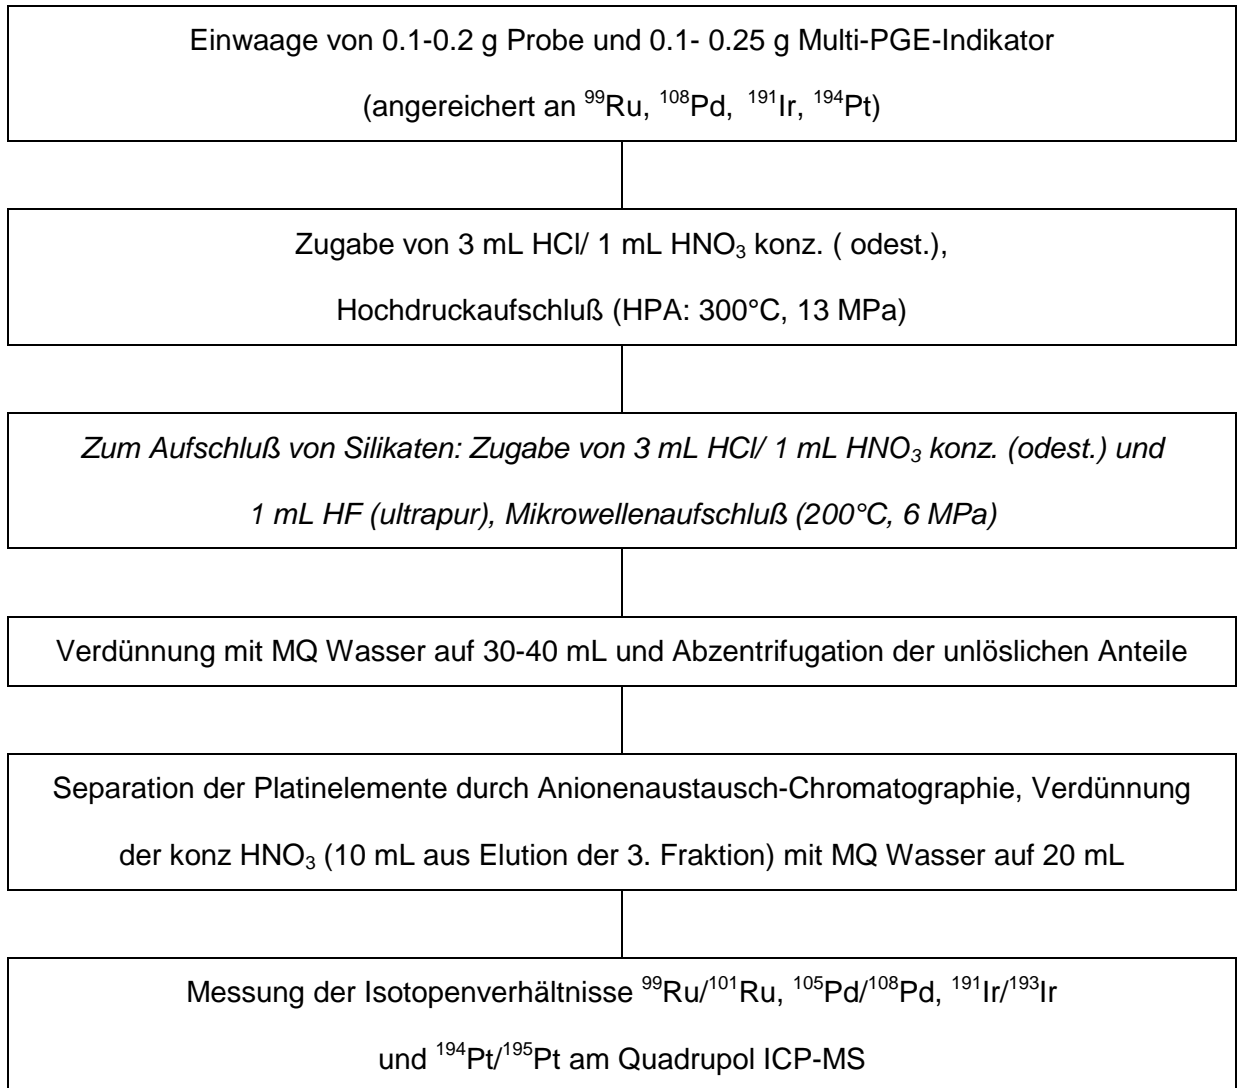 Einwaage von 0.1-0.2 g Probe und 0.1- 0.25 g Multi-PGE-Indikator
(angereichert an ⁹⁹Ru, ¹⁰⁸Pd, ¹⁹¹Ir, ¹⁹⁴Pt)
Zugabe von 3 mL HCl/ 1 mL HNO₃ konz. ( odest.),
Hochdruckaufschluß (HPA: 300°C, 13 MPa)
Zum Aufschluß von Silikaten: Zugabe von 3 mL HCl/ 1 mL HNO₃ konz. (odest.) und
1 mL HF (ultrapur), Mikrowellenaufschluß (200°C, 6 MPa)
Verdünnung mit MQ Wasser auf 30-40 mL und Abzentrifugation der unlöslichen Anteile
Separation der Platinelemente durch Anionenaustausch-Chromatographie, Verdünnung
der konz HNO₃ (10 mL aus Elution der 3. Fraktion) mit MQ Wasser auf 20 mL
Messung der Isotopenverhältnisse ⁹⁹Ru/¹⁰¹Ru, ¹⁰⁵Pd/¹⁰⁸Pd, ¹⁹¹Ir/¹⁹³Ir
und ¹⁹⁴Pt/¹⁹⁵Pt am Quadrupol ICP-MS